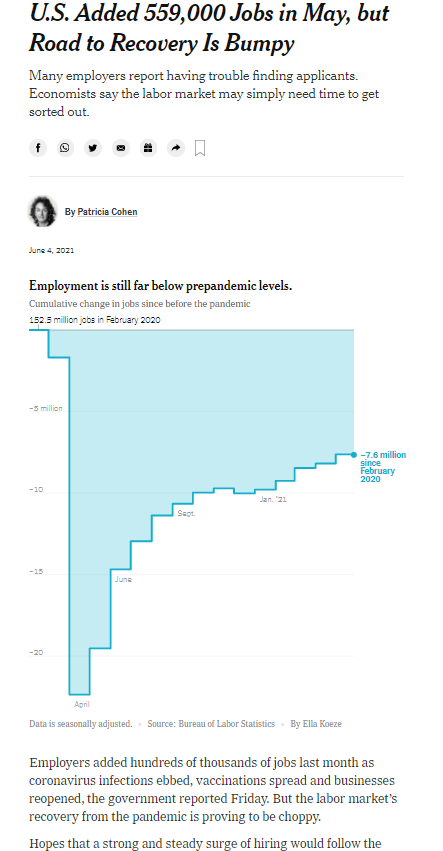 U.S. Added 559,000 Jobs in May, but
Road to Recovery Is Bumpy
Many employers report having trouble finding applicants.
Economists say the labor market may simply need time to get
sorted out.
By Patricia Cohen
June 4, 2021
Employment is still far below prepandemic levels.
Cumulative change in jobs since before the pandemic
152.5 million jobs in February 2020
–5 million
–7.6 million
since
February
2020
–10
Jan. '21
Sept.
–15
June
–20
April
Data is seasonally adjusted. • Source: Bureau of Labor Statistics • By Ella Koeze
Employers added hundreds of thousands of jobs last month as
coronavirus infections ebbed, vaccinations spread and businesses
reopened, the government reported Friday. But the labor market’s
recovery from the pandemic is proving to be choppy.
Hopes that a strong and steady surge of hiring would follow the